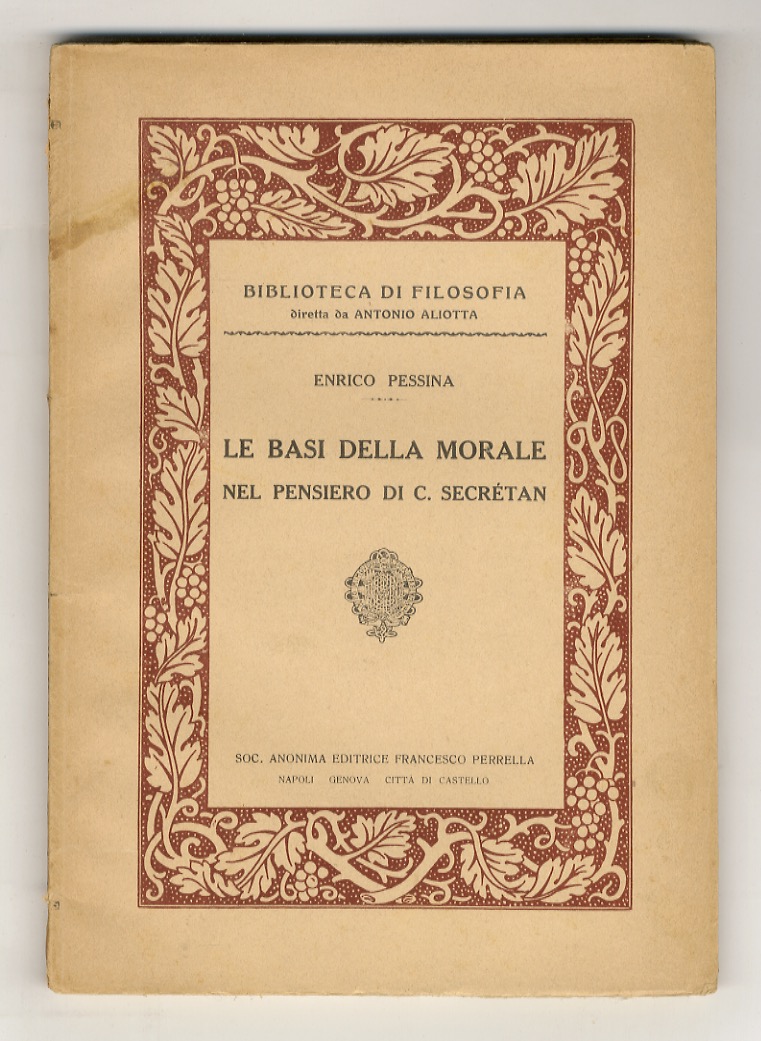 BIBLIOTECA DI FILOSOFIA
diretta da ANTONIO ALIOTTA
ENRICO PESSINA
LE BASI DELLA MORALE
NEL PENSIERO DI C. SECRÉTAN
SOC. ANONIMA EDITRICE FRANCESCO PERRELLA
NAPOLI GENOVA CITTÀ DI CASTELLO